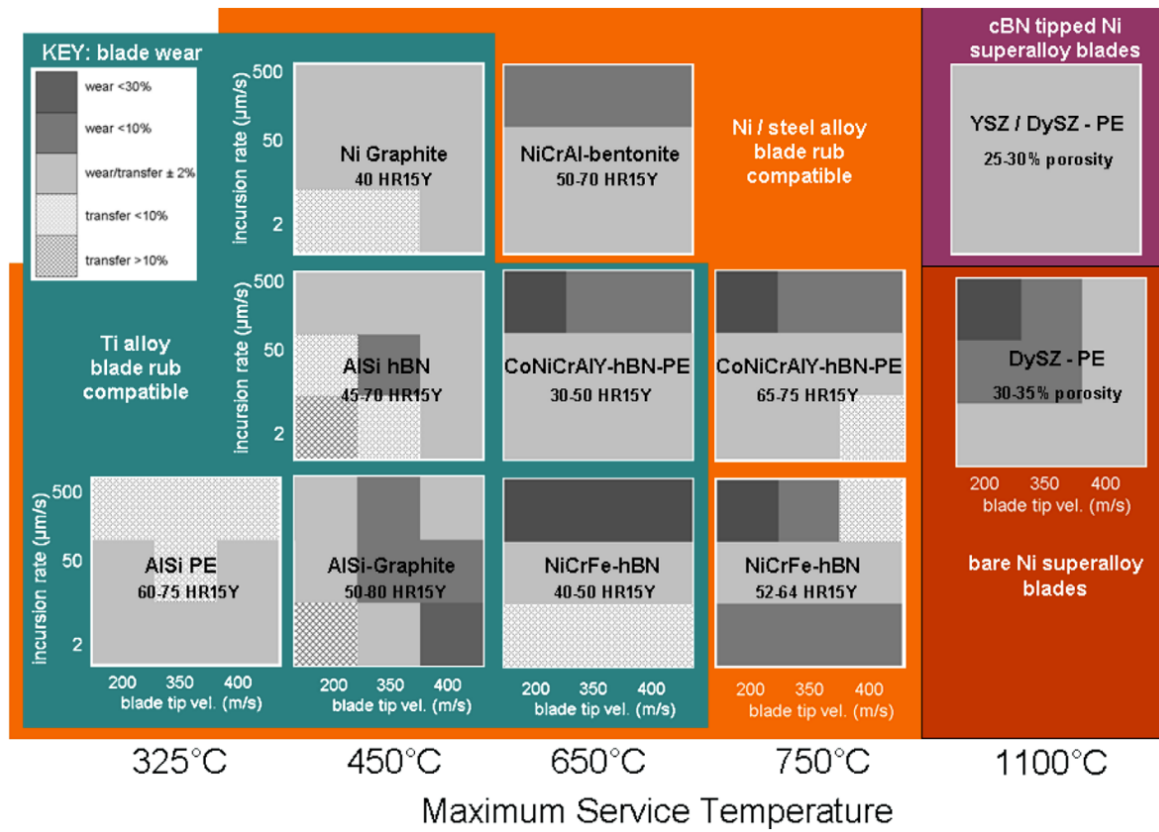 KEY: blade wear
wear <30%
wear <10%
wear/transfer ± 2%
transfer <10%
transfer >10%
incursion rate (µm/s)
500
50
2
Ni Graphite
40 HR15Y
NiCrAl-bentonite
50-70 HR15Y
Ni / steel alloy
blade rub
compatible
cBN tipped Ni
superalloy blades
YSZ / DySZ - PE
25-30% porosity
Ti alloy
blade rub
compatible
incursion rate (µm/s)
500
50
2
AlSi hBN
45-70 HR15Y
CoNiCrAlY-hBN-PE
30-50 HR15Y
CoNiCrAlY-hBN-PE
65-75 HR15Y
DySZ - PE
30-35% porosity
200 350 400
blade tip vel. (m/s)
incursion rate (µm/s)
500
50
2
AlSi PE
60-75 HR15Y
AlSi-Graphite
50-80 HR15Y
NiCrFe-hBN
40-50 HR15Y
NiCrFe-hBN
52-64 HR15Y
bare Ni superalloy
blades
200 350 400
blade tip vel. (m/s)
200 350 400
blade tip vel. (m/s)
200 350 400
blade tip vel. (m/s)
200 350 400
blade tip vel. (m/s)
325°C 450°C 650°C 750°C 1100°C
Maximum Service Temperature